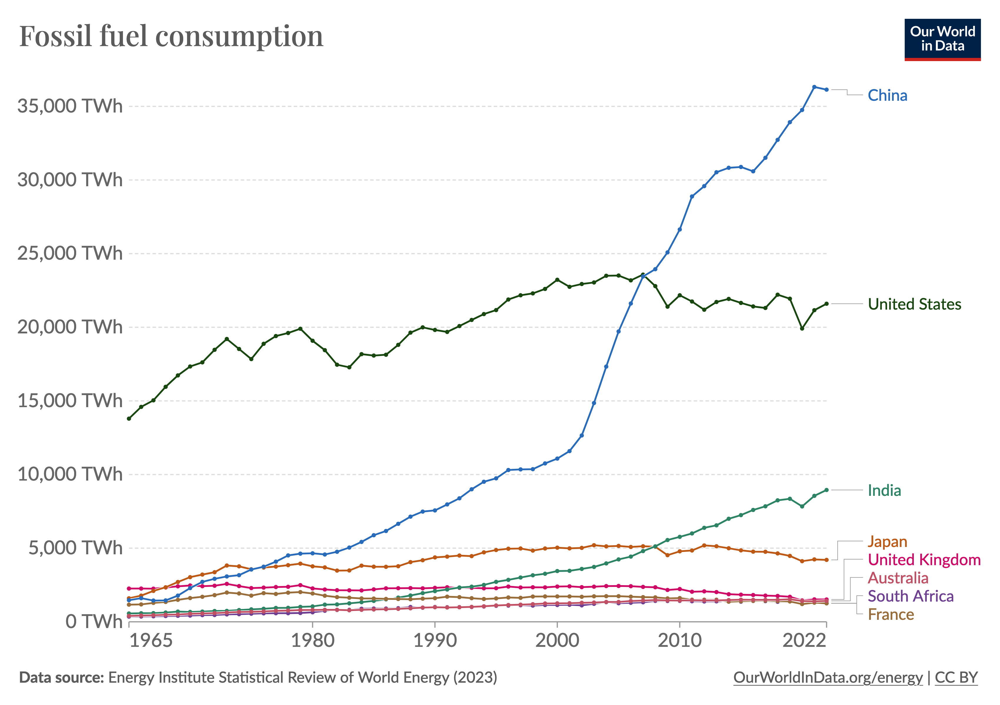 Fossil fuel consumption
Our World
in Data
35,000 TWh
30,000 TWh
25,000 TWh
20,000 TWh
15,000 TWh
10,000 TWh
5,000 TWh
0 TWh
China
United States
India
Japan
United Kingdom
Australia
South Africa
France
1965 1980 1990 2000 2010 2022
Data source: Energy Institute Statistical Review of World Energy (2023)
OurWorldInData.org/energy | CC BY